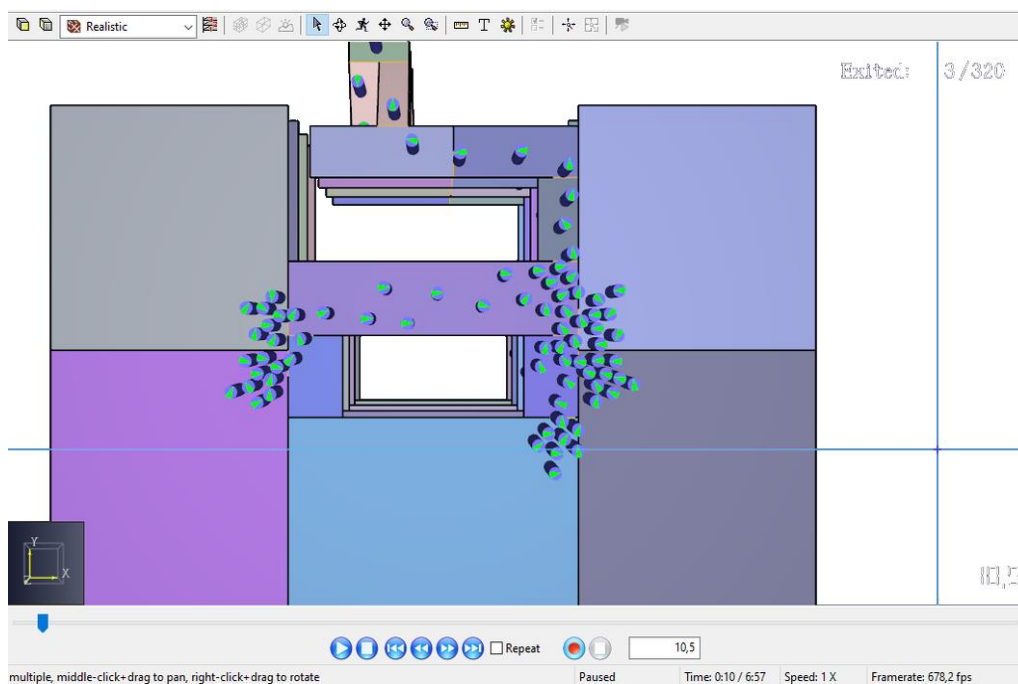 Realistic
Exited: 3/320
Y
X
Z
Repeat
10,5
multiple, middle-click+drag to pan, right-click+drag to rotate
Paused
Time: 0:10 / 6:57
Speed: 1 X
Framerate: 678,2 fps